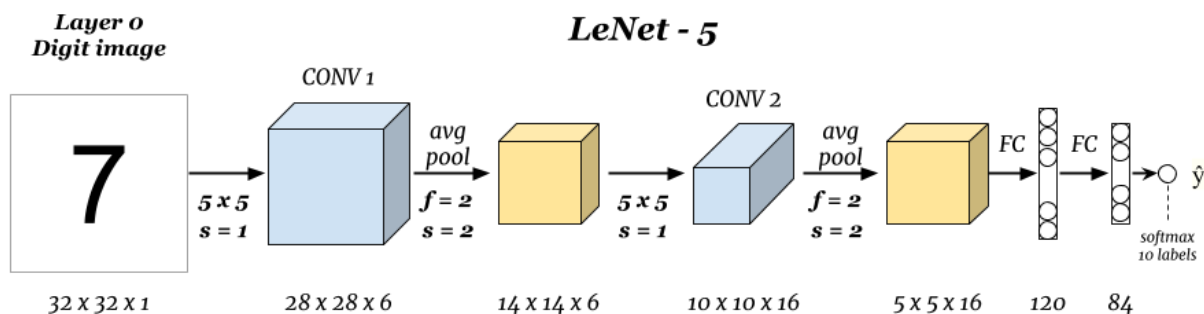 Layer 0
Digit image
LeNet - 5
CONV 1
CONV 2
avg
pool
avg
pool
FC
FC
7
ŷ
5 x 5
s = 1
f = 2
s = 2
5 x 5
s = 1
f = 2
s = 2
softmax
10 labels
32 x 32 x 1
28 x 28 x 6
14 x 14 x 6
10 x 10 x 16
5 x 5 x 16
120
84